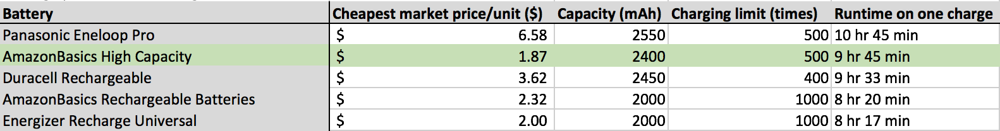 Battery Cheapest market price/unit ($) Capacity (mAh) Charging limit (times) Runtime on one charge
Panasonic Eneloop Pro $ 6.58 2550 500 10 hr 45 min
AmazonBasics High Capacity $ 1.87 2400 500 9 hr 45 min
Duracell Rechargeable $ 3.62 2450 400 9 hr 33 min
AmazonBasics Rechargeable Batteries $ 2.32 2000 1000 8 hr 20 min
Energizer Recharge Universal $ 2.00 2000 1000 8 hr 17 min